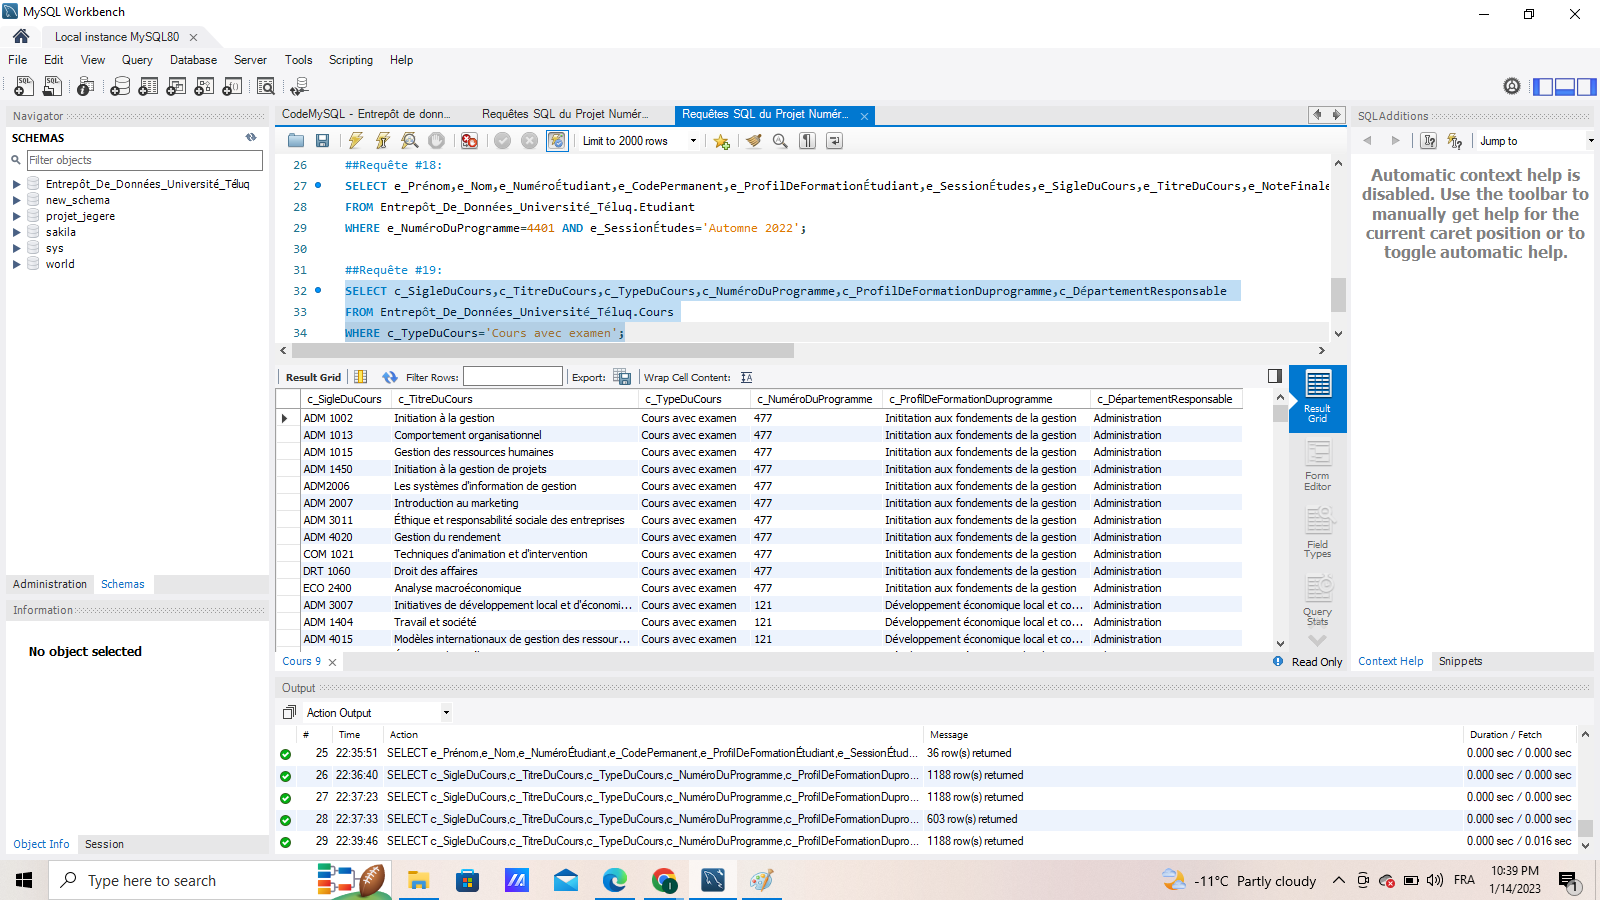 MySQL Workbench
Local instance MySQL80
File Edit View Query Database Server Tools Scripting Help
Navigator
SCHEMAS
Filter objects
Entrepôt_De_Données_Université_Téluq
new_schema
projet_jegere
sakila
sys
world
Administration Schemas
Information
No object selected
Object Info Session
CodeMySQL - Entrepôt de donn... Requêtes SQL du Projet Numér... Requêtes SQL du Projet Numér...
Limit to 2000 rows
26 ##Requête #18:
27 SELECT e_Prénom,e_Nom,e_NuméroÉtudiant,e_CodePermanent,e_ProfilDeFormationÉtudiant,e_SessionÉtudes,e_SigleDuCours,e_TitreDuCours,e_NoteFinale
28 FROM Entrepôt_De_Données_Université_Téluq.Etudiant
29 WHERE e_NuméroDuProgramme=4401 AND e_SessionÉtudes='Automne 2022';
30
31 ##Requête #19:
32 SELECT c_SigleDuCours,c_TitreDuCours,c_TypeDuCours,c_NuméroDuProgramme,c_ProfilDeFormationDuprogramme,c_DépartementResponsable
33 FROM Entrepôt_De_Données_Université_Téluq.Cours
34 WHERE c_TypeDuCours='Cours avec examen';
Result Grid Filter Rows: Export: Wrap Cell Content:
c_SigleDuCours c_TitreDuCours c_TypeDuCours c_NuméroDuProgramme c_ProfilDeFormationDuprogramme c_DépartementResponsable
ADM 1002 Initiation à la gestion Cours avec examen 477 Inititation aux fondements de la gestion Administration
ADM 1013 Comportement organisationnel Cours avec examen 477 Inititation aux fondements de la gestion Administration
ADM 1015 Gestion des ressources humaines Cours avec examen 477 Inititation aux fondements de la gestion Administration
ADM 1450 Initiation à la gestion de projets Cours avec examen 477 Inititation aux fondements de la gestion Administration
ADM2006 Les systèmes d'information de gestion Cours avec examen 477 Inititation aux fondements de la gestion Administration
ADM 2007 Introduction au marketing Cours avec examen 477 Inititation aux fondements de la gestion Administration
ADM 3011 Éthique et responsabilité sociale des entreprises Cours avec examen 477 Inititation aux fondements de la gestion Administration
ADM 4020 Gestion du rendement Cours avec examen 477 Inititation aux fondements de la gestion Administration
COM 1021 Techniques d'animation et d'intervention Cours avec examen 477 Inititation aux fondements de la gestion Administration
DRT 1060 Droit des affaires Cours avec examen 477 Inititation aux fondements de la gestion Administration
ECO 2400 Analyse macroéconomique Cours avec examen 477 Inititation aux fondements de la gestion Administration
ADM 3007 Initiatives de développement local et d'économi... Cours avec examen 121 Développement économique local et co... Administration
ADM 1404 Travail et société Cours avec examen 121 Développement économique local et co... Administration
ADM 4015 Modèles internationaux de gestion des ressour... Cours avec examen 121 Développement économique local et co... Administration
Result Grid
Form Editor
Field Types
Query Stats
Cours 9
Read Only
SQLAdditions
Jump to
Automatic context help is
disabled. Use the toolbar to
manually get help for the
current caret position or to
toggle automatic help.
Context Help Snippets
Output
Action Output
# Time Action Message Duration / Fetch
25 22:35:51 SELECT e_Prénom,e_Nom,e_NuméroÉtudiant,e_CodePermanent,e_ProfilDeFormationÉtudiant,e_SessionÉtud... 36 row(s) returned 0.000 sec / 0.000 sec
26 22:36:40 SELECT c_SigleDuCours,c_TitreDuCours,c_TypeDuCours,c_NuméroDuProgramme,c_ProfilDeFormationDupro... 1188 row(s) returned 0.000 sec / 0.000 sec
27 22:37:23 SELECT c_SigleDuCours,c_TitreDuCours,c_TypeDuCours,c_NuméroDuProgramme,c_ProfilDeFormationDupro... 1188 row(s) returned 0.000 sec / 0.000 sec
28 22:37:33 SELECT c_SigleDuCours,c_TitreDuCours,c_TypeDuCours,c_NuméroDuProgramme,c_ProfilDeFormationDupro... 603 row(s) returned 0.000 sec / 0.000 sec
29 22:39:46 SELECT c_SigleDuCours,c_TitreDuCours,c_TypeDuCours,c_NuméroDuProgramme,c_ProfilDeFormationDupro... 1188 row(s) returned 0.000 sec / 0.016 sec
Type here to search
-11°C Partly cloudy
FRA
10:39 PM
1/14/2023
1